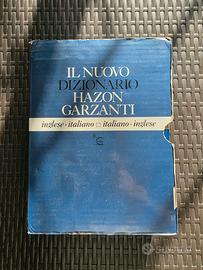 IL NUOVO
DIZIONARIO
HAZON
GARZANTI
inglese - italiano □ italiano - inglese